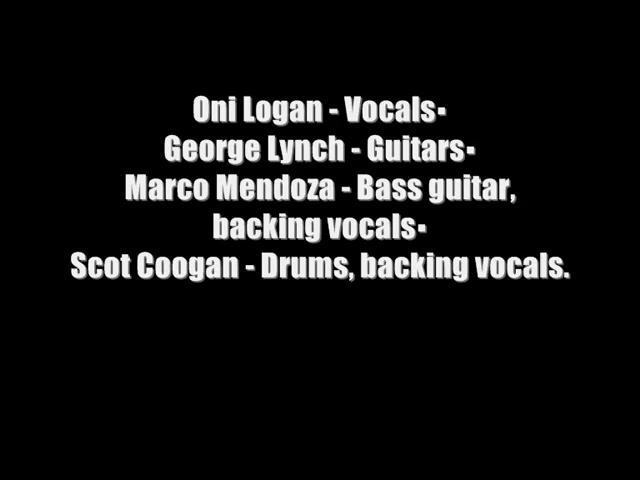 Oni Logan - Vocals▪
George Lynch - Guitars▪
Marco Mendoza - Bass guitar,
backing vocals▪
Scot Coogan - Drums, backing vocals.